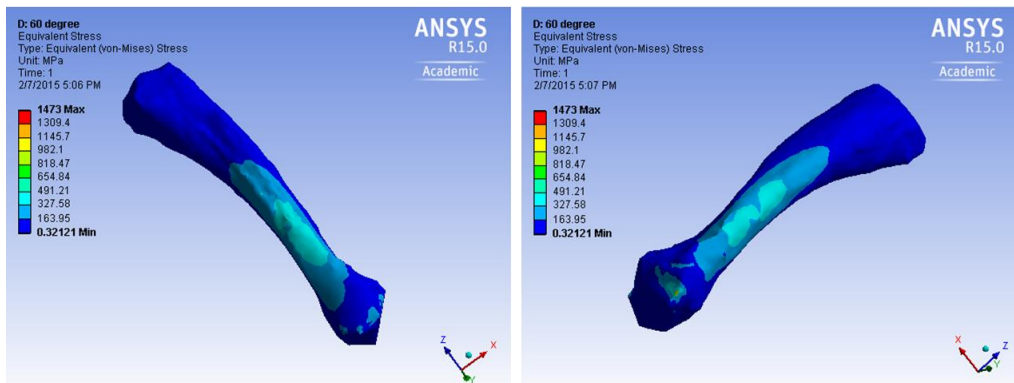 D: 60 degree
Equivalent Stress
Type: Equivalent (von-Mises) Stress
Unit: MPa
Time: 1
2/7/2015 5:06 PM
ANSYS
R15.0
Academic
1473 Max
1309.4
1145.7
982.1
818.47
654.84
491.21
327.58
163.95
0.32121 Min
Z
X
Y
D: 60 degree
Equivalent Stress
Type: Equivalent (von-Mises) Stress
Unit: MPa
Time: 1
2/7/2015 5:07 PM
ANSYS
R15.0
Academic
1473 Max
1309.4
1145.7
982.1
818.47
654.84
491.21
327.58
163.95
0.32121 Min
X
Z
Y